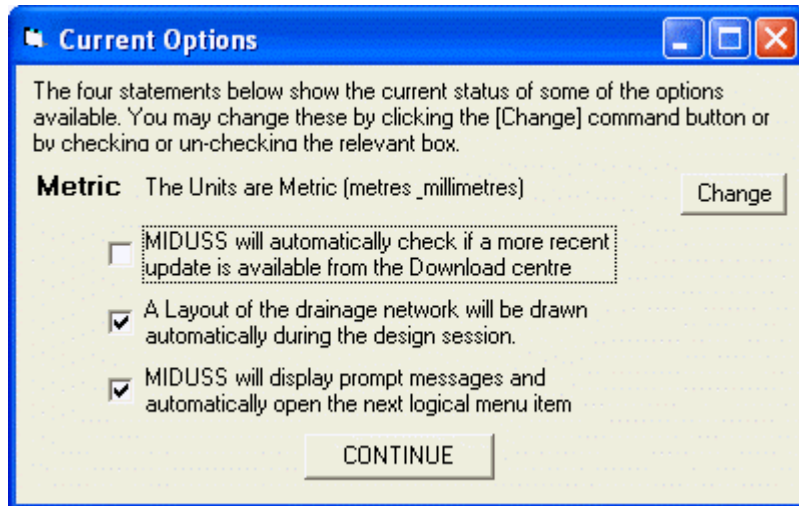 Current Options
The four statements below show the current status of some of the options
available. You may change these by clicking the [Change] command button or
by checking or un-checking the relevant box.
Metric The Units are Metric (metres_millimetres) Change
MIDUSS will automatically check if a more recent
update is available from the Download centre
A Layout of the drainage network will be drawn
automatically during the design session.
MIDUSS will display prompt messages and
automatically open the next logical menu item
CONTINUE